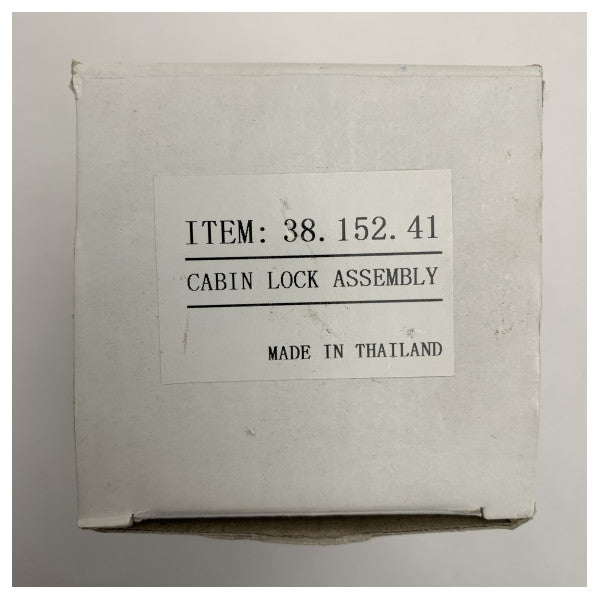 ITEM: 38.152.41
CABIN LOCK ASSEMBLY
MADE IN THAILAND